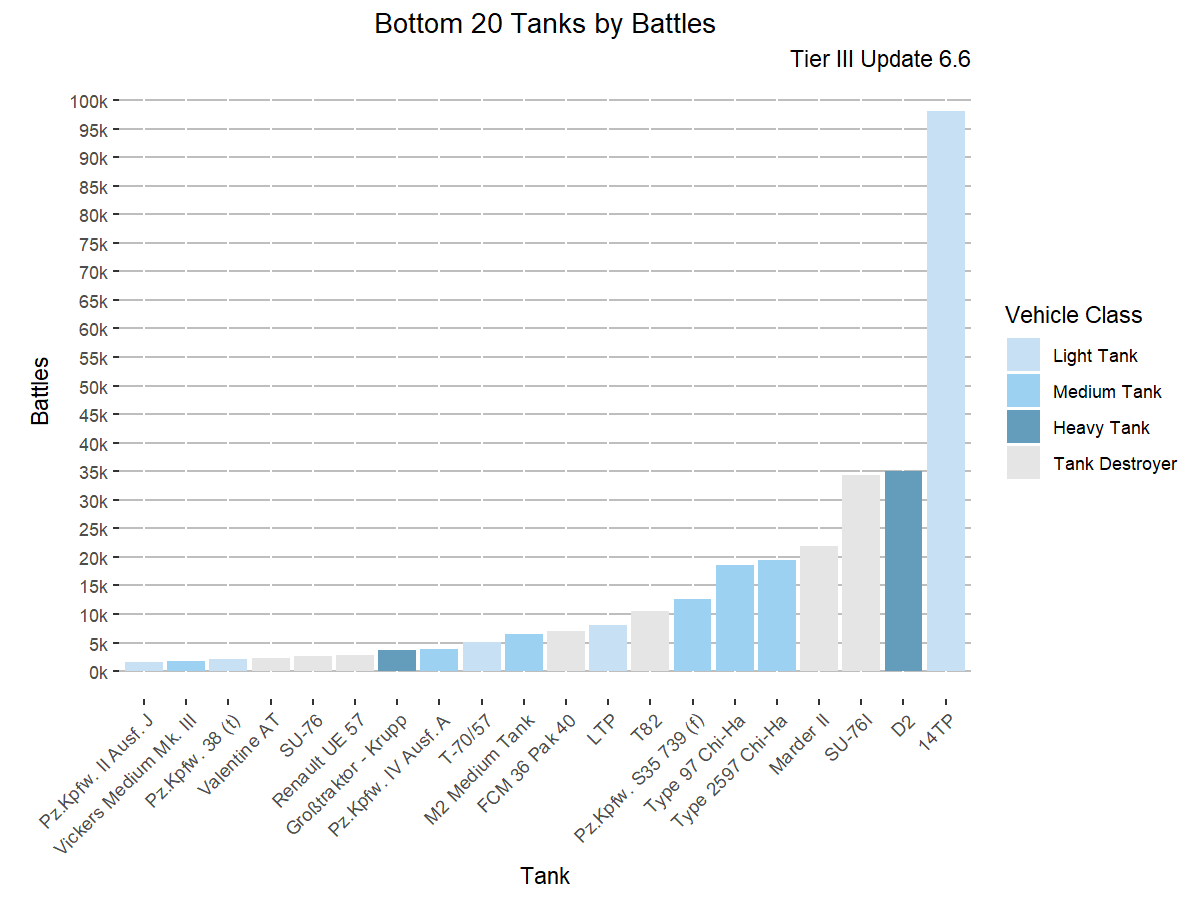 Bottom 20 Tanks by Battles
Tier III Update 6.6
Battles
100k
95k
90k
85k
80k
75k
70k
65k
60k
55k
50k
45k
40k
35k
30k
25k
20k
15k
10k
5k
0k
Pz.Kpfw. II Ausf. J
Vickers Medium Mk. III
Pz.Kpfw. 38 (t)
Valentine AT
SU-76
Renault UE 57
Großtraktor - Krupp
Pz.Kpfw. IV Ausf. A
T-70/57
M2 Medium Tank
FCM 36 Pak 40
LTP
T82
Pz.Kpfw. S35 739 (f)
Type 97 Chi-Ha
Type 2597 Chi-Ha
Marder II
SU-76I
D2
14TP
Tank
Vehicle Class
Light Tank
Medium Tank
Heavy Tank
Tank Destroyer